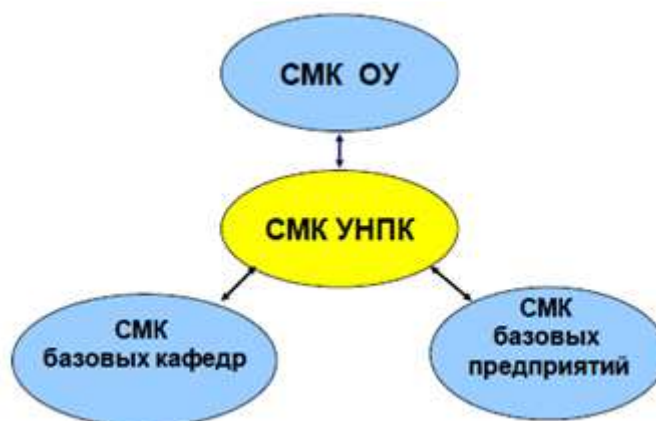 СМК ОУ
СМК УНПК
СМК
базовых кафедр
СМК
базовых
предприятий